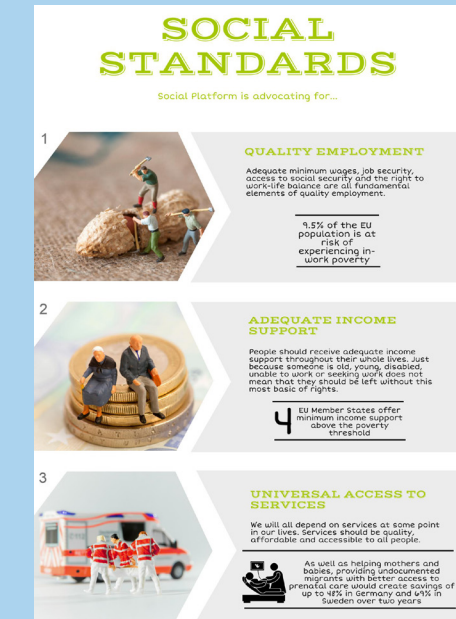 SOCIAL
STANDARDS
Social Platform is advocating for...
1
QUALITY EMPLOYMENT
Adequate minimum wages, job security,
access to social security and the right to
work-life balance are all fundamental
elements of quality employment.
9.5% of the EU
population is at
risk of
experiencing in-
work poverty
2
ADEQUATE INCOME
SUPPORT
People should receive adequate income
support throughout their whole lives. Just
because someone is old, young, disabled,
unable to work or seeking work does not
mean that they should be left without this
most basic of rights.
4
EU Member States offer
minimum income support
above the poverty
threshold
3
UNIVERSAL ACCESS TO
SERVICES
We will all depend on services at some point
in our lives. Services should be quality,
affordable and accessible to all people.
As well as helping mothers and
babies, providing undocumented
migrants with better access to
prenatal care would create savings of
up to 48% in Germany and 69% in
Sweden over two years